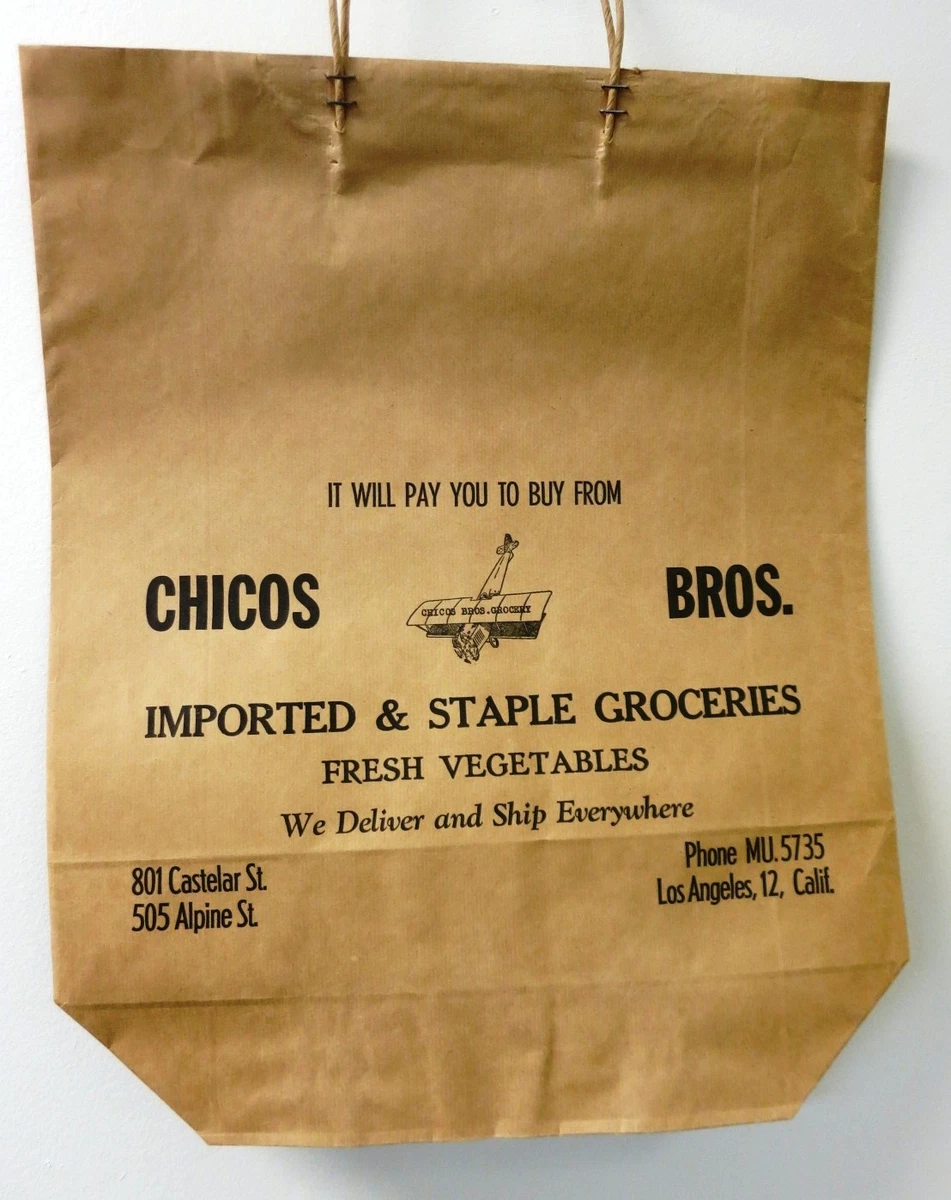 IT WILL PAY YOU TO BUY FROM
CHICOS BROS.
CHICOS BROS. GROCERY
IMPORTED & STAPLE GROCERIES
FRESH VEGETABLES
We Deliver and Ship Everywhere
801 Castelar St.
505 Alpine St.
Phone MU. 5735
Los Angeles, 12, Calif.